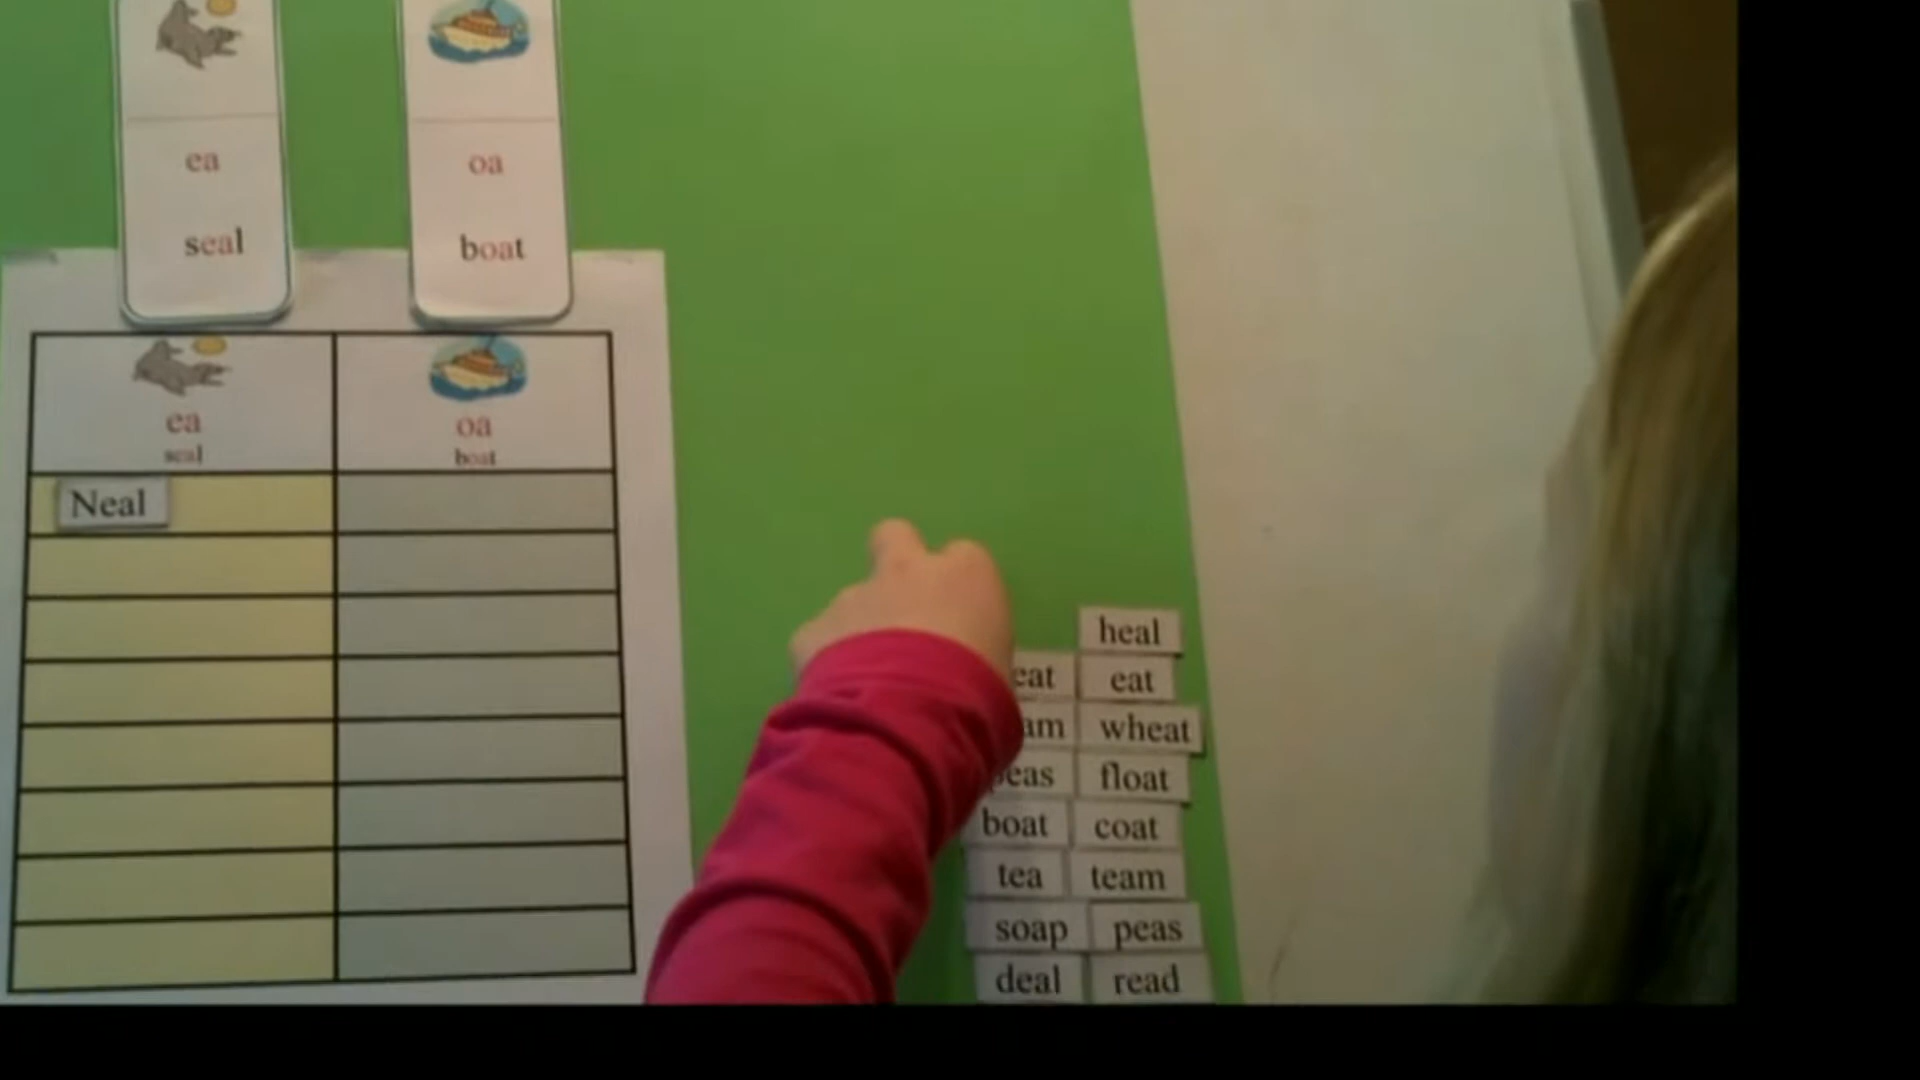 ea
seal
oa
boat
ea
seal
oa
boat
Neal
heal
eat
wheat
peas float
boat coat
tea team
soap peas
deal read